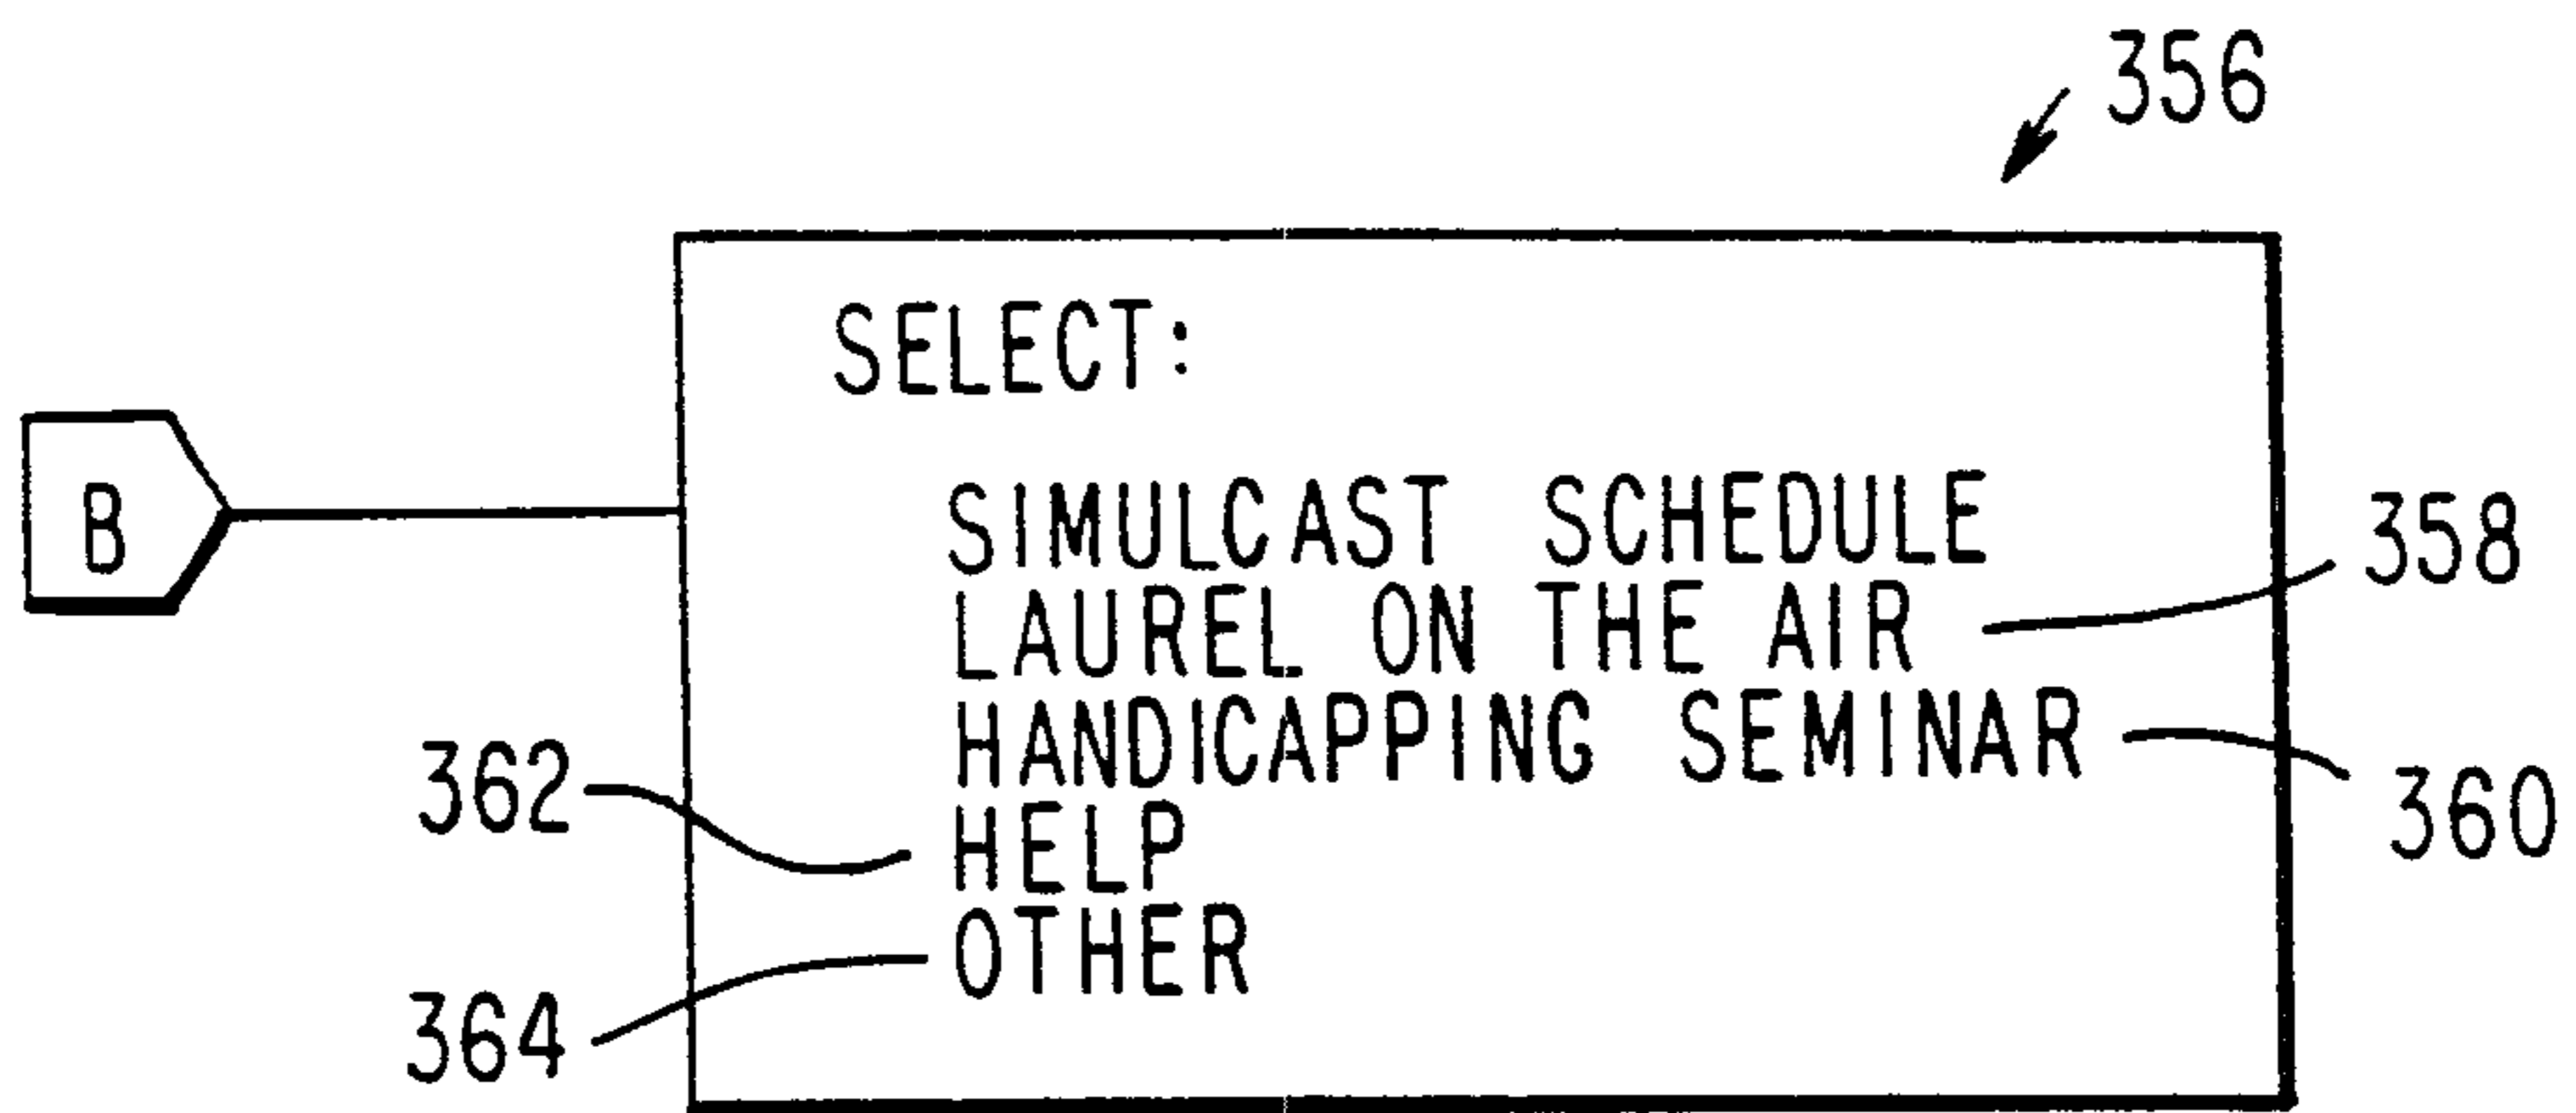 356
SELECT:
B
SIMULCAST SCHEDULE
358
LAUREL ON THE AIR
HANDICAPPING SEMINAR
360
362
HELP
OTHER
364